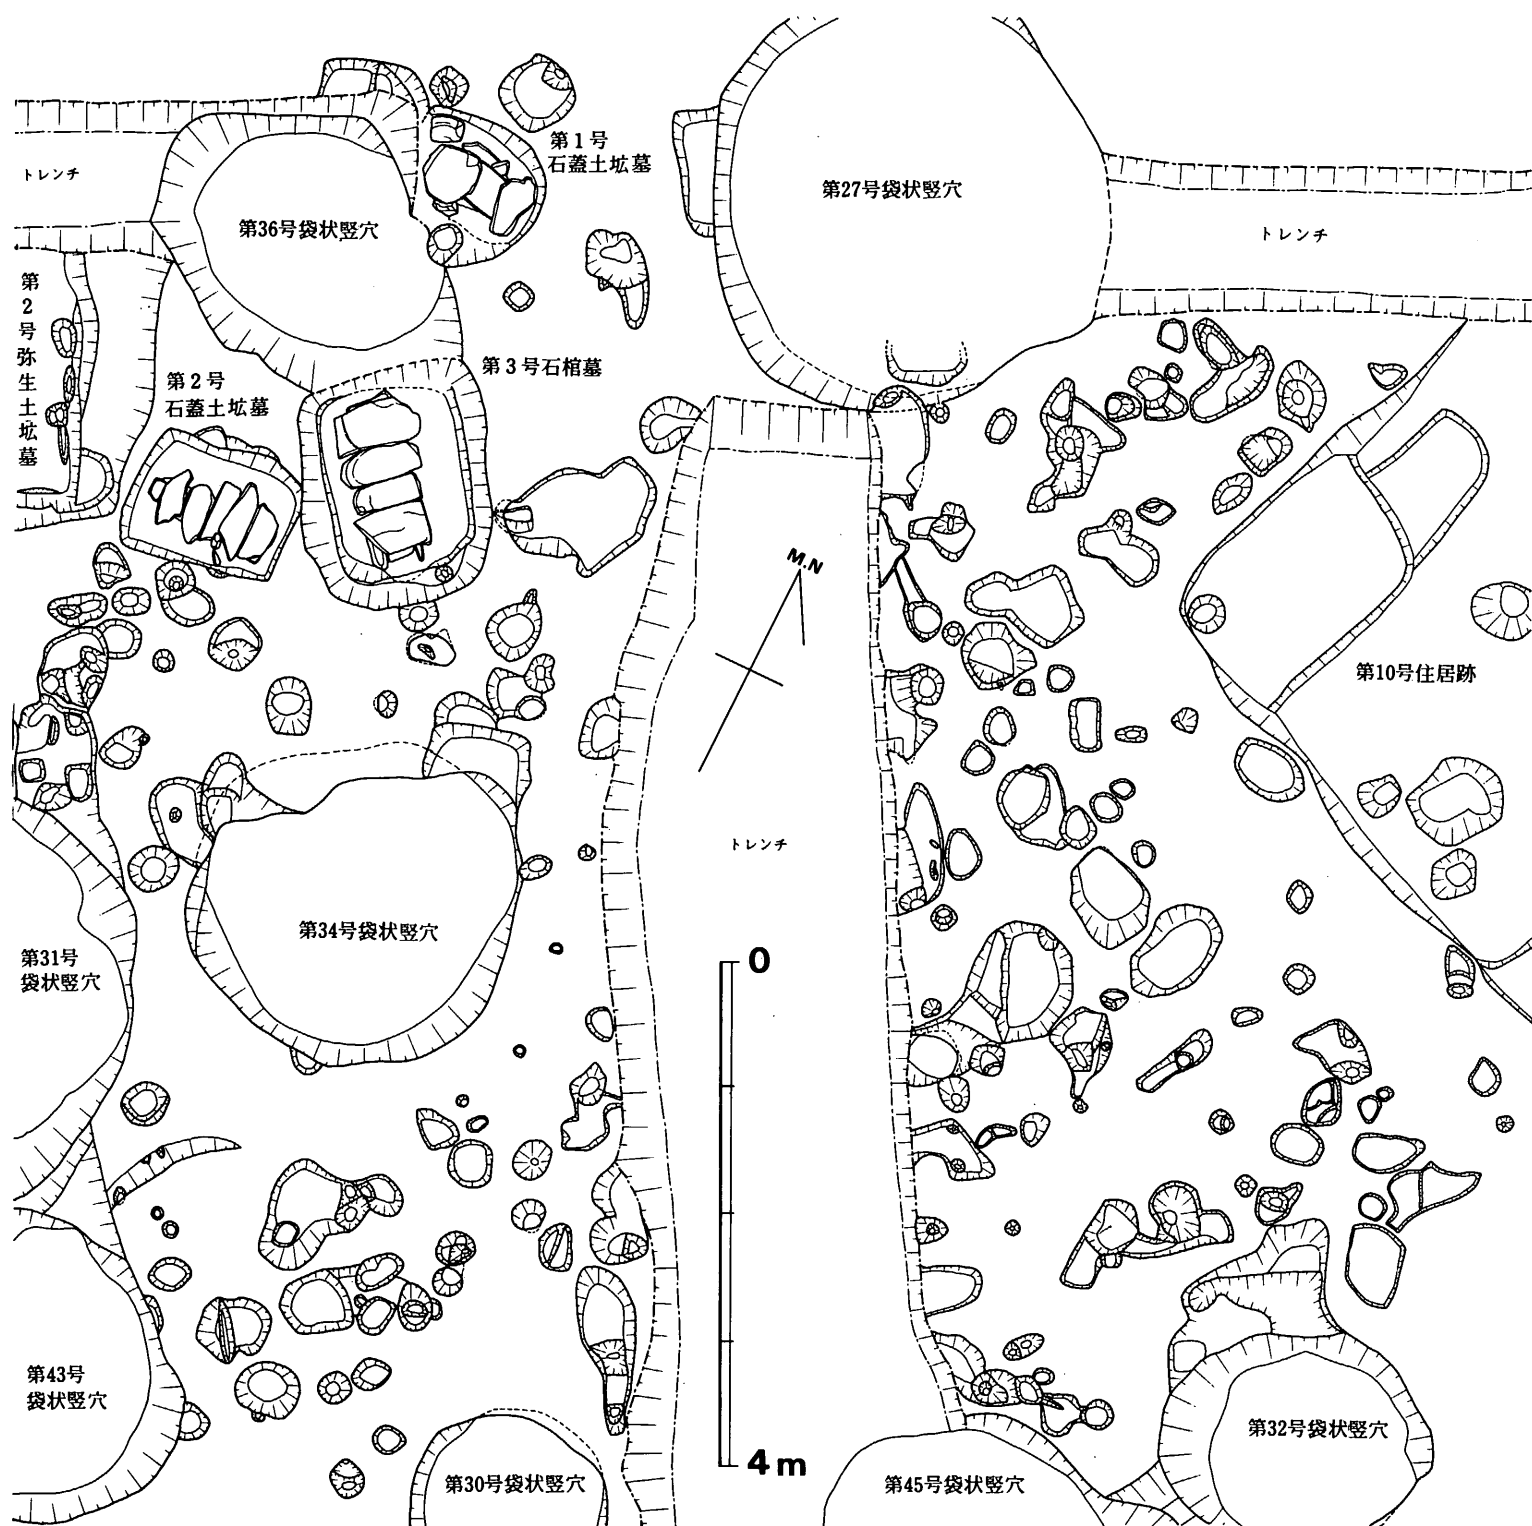 第1号
石蓋土壙墓
トレンチ
第27号袋状竪穴
第36号袋状竪穴
トレンチ
第2号弥生土壙墓
第3号石棺墓
第2号
石蓋土壙墓
M.N
第10号住居跡
トレンチ
第34号袋状竪穴
第31号
袋状竪穴
0
第43号
袋状竪穴
第32号袋状竪穴
4m
第30号袋状竪穴
第45号袋状竪穴